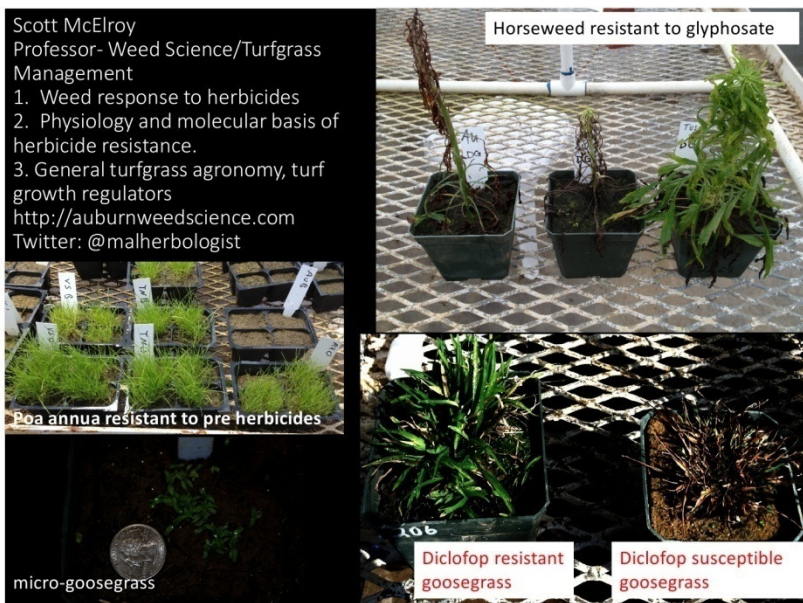 Scott McElroy
Professor- Weed Science/Turfgrass
Management
1. Weed response to herbicides
2. Physiology and molecular basis of
herbicide resistance.
3. General turfgrass agronomy, turf
growth regulators
http://auburnweedscience.com
Twitter: @malherbologist
Horseweed resistant to glyphosate
AU
Poa annua resistant to pre herbicides
micro-goosegrass
206
Diclofop resistant
goosegrass
Diclofop susceptible
goosegrass